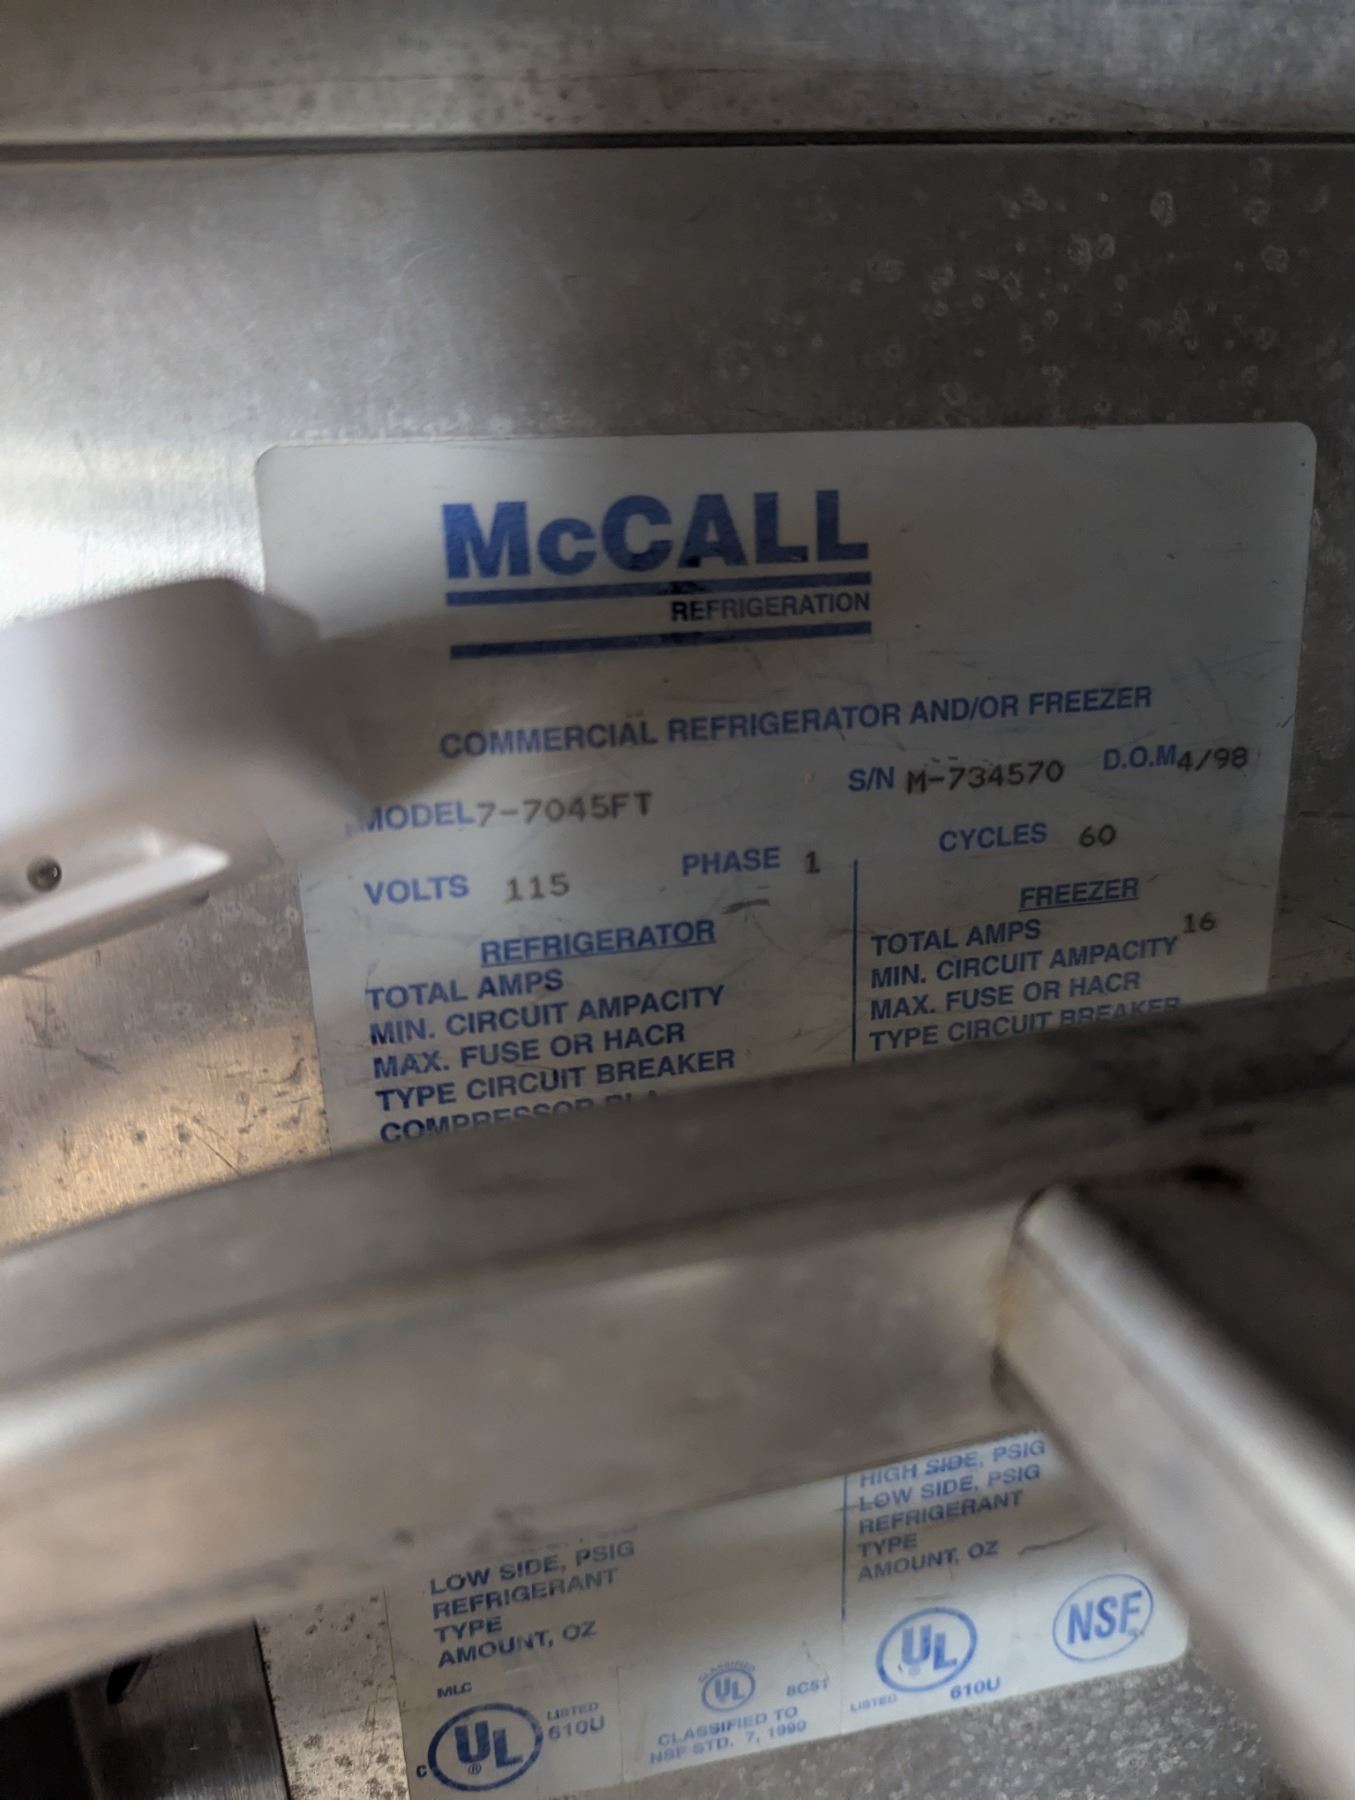 McCALL
REFRIGERATION
COMMERCIAL REFRIGERATOR AND/OR FREEZER
MODEL 7-7045FT S/N M-734570 D.O.M 4/98
VOLTS 115 PHASE 1 CYCLES 60
REFRIGERATOR
TOTAL AMPS
MIN. CIRCUIT AMPACITY
MAX. FUSE OR HACR
TYPE CIRCUIT BREAKER
FREEZER
TOTAL AMPS 16
MIN. CIRCUIT AMPACITY
MAX. FUSE OR HACR
TYPE CIRCUIT BREAKER
LOW SIDE, PSIG
REFRIGERANT
TYPE
AMOUNT, OZ
HIGH SIDE, PSIG
LOW SIDE, PSIG
REFRIGERANT
TYPE
AMOUNT, OZ
MLC
C UL ® LISTED 610U
CLASSIFIED UL 8C51
CLASSIFIED TO
NSF STD. 7, 1990
UL
LISTED 610U
NSF